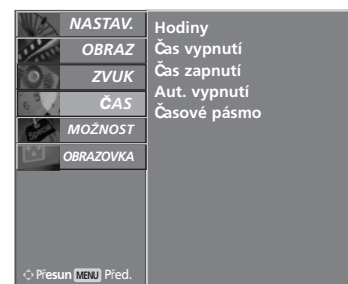 NASTAV.
OBRAZ
ZVUK
ČAS
MOŽNOST
OBRAZOVKA
Hodiny
Čas vypnutí
Čas zapnutí
Aut. vypnutí
Časové pásmo
Přesun MENU Před.